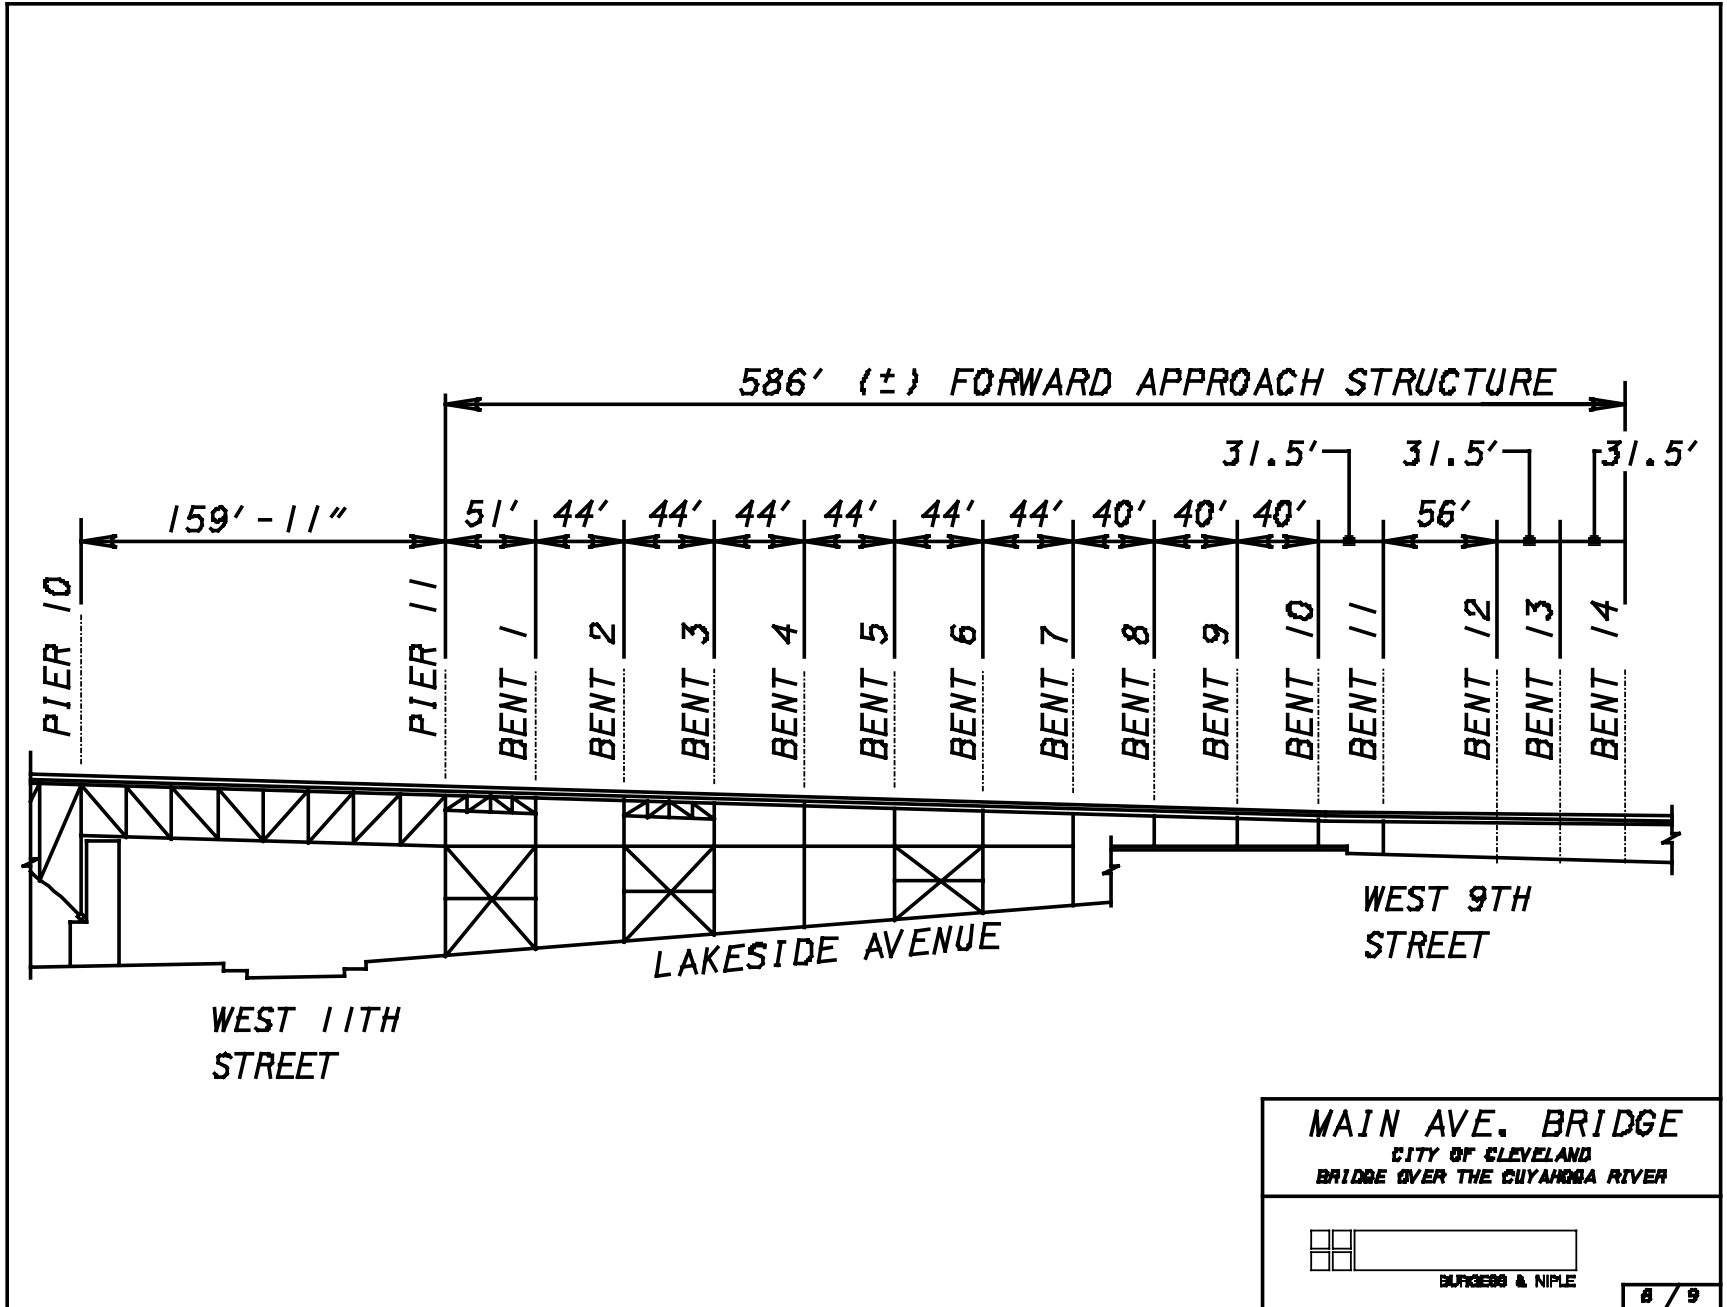 586' (±) FORWARD APPROACH STRUCTURE
31.5' 31.5' 31.5'
159'-11" 51' 44' 44' 44' 44' 44' 44' 40' 40' 40' 56'
PIER 10
PIER 11
BENT 1
BENT 2
BENT 3
BENT 4
BENT 5
BENT 6
BENT 7
BENT 8
BENT 9
BENT 10
BENT 11
BENT 12
BENT 13
BENT 14
WEST 9TH
STREET
LAKESIDE AVENUE
WEST 11TH
STREET
MAIN AVE. BRIDGE
CITY OF CLEVELAND
BRIDGE OVER THE CUYAHOGA RIVER
BURGESS & NIPLE
/ 9